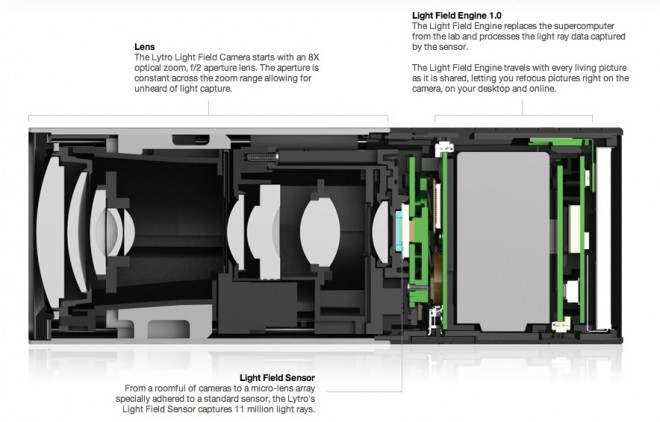 Lens
The Lytro Light Field Camera starts with an 8X
optical zoom, f/2 aperture lens. The aperture is
constant across the zoom range allowing for
unheard of light capture.
Light Field Engine 1.0
The Light Field Engine replaces the supercomputer
from the lab and processes the light ray data captured
by the sensor.
The Light Field Engine travels with every living picture
as it is shared, letting you refocus pictures right on the
camera, on your desktop and online.
Light Field Sensor
From a roomful of cameras to a micro-lens array
specially adhered to a standard sensor, the Lytro's
Light Field Sensor captures 11 million light rays.